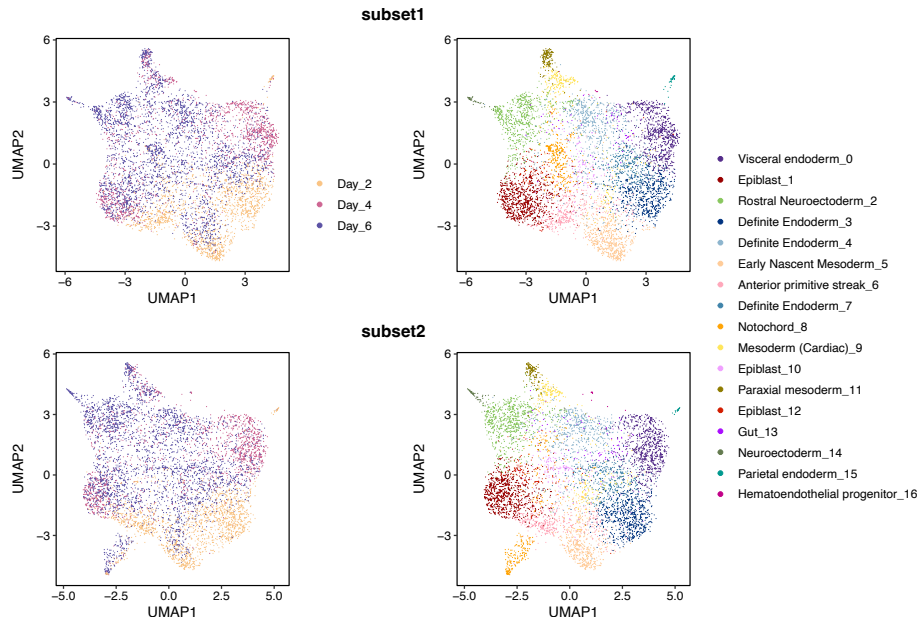 subset1
6
3
0
−3
UMAP2
−6
−3
0
3
UMAP1
Day_2
Day_4
Day_6
6
3
0
−3
UMAP2
−6
−3
0
3
UMAP1
subset2
6
3
0
−3
UMAP2
−5.0
−2.5
0.0
2.5
5.0
UMAP1
6
3
0
−3
UMAP2
−5.0
−2.5
0.0
2.5
5.0
UMAP1
Visceral endoderm_0
Epiblast_1
Rostral Neuroectoderm_2
Definite Endoderm_3
Definite Endoderm_4
Early Nascent Mesoderm_5
Anterior primitive streak_6
Definite Endoderm_7
Notochord_8
Mesoderm (Cardiac)_9
Epiblast_10
Paraxial mesoderm_11
Epiblast_12
Gut_13
Neuroectoderm_14
Parietal endoderm_15
Hematoendothelial progenitor_16